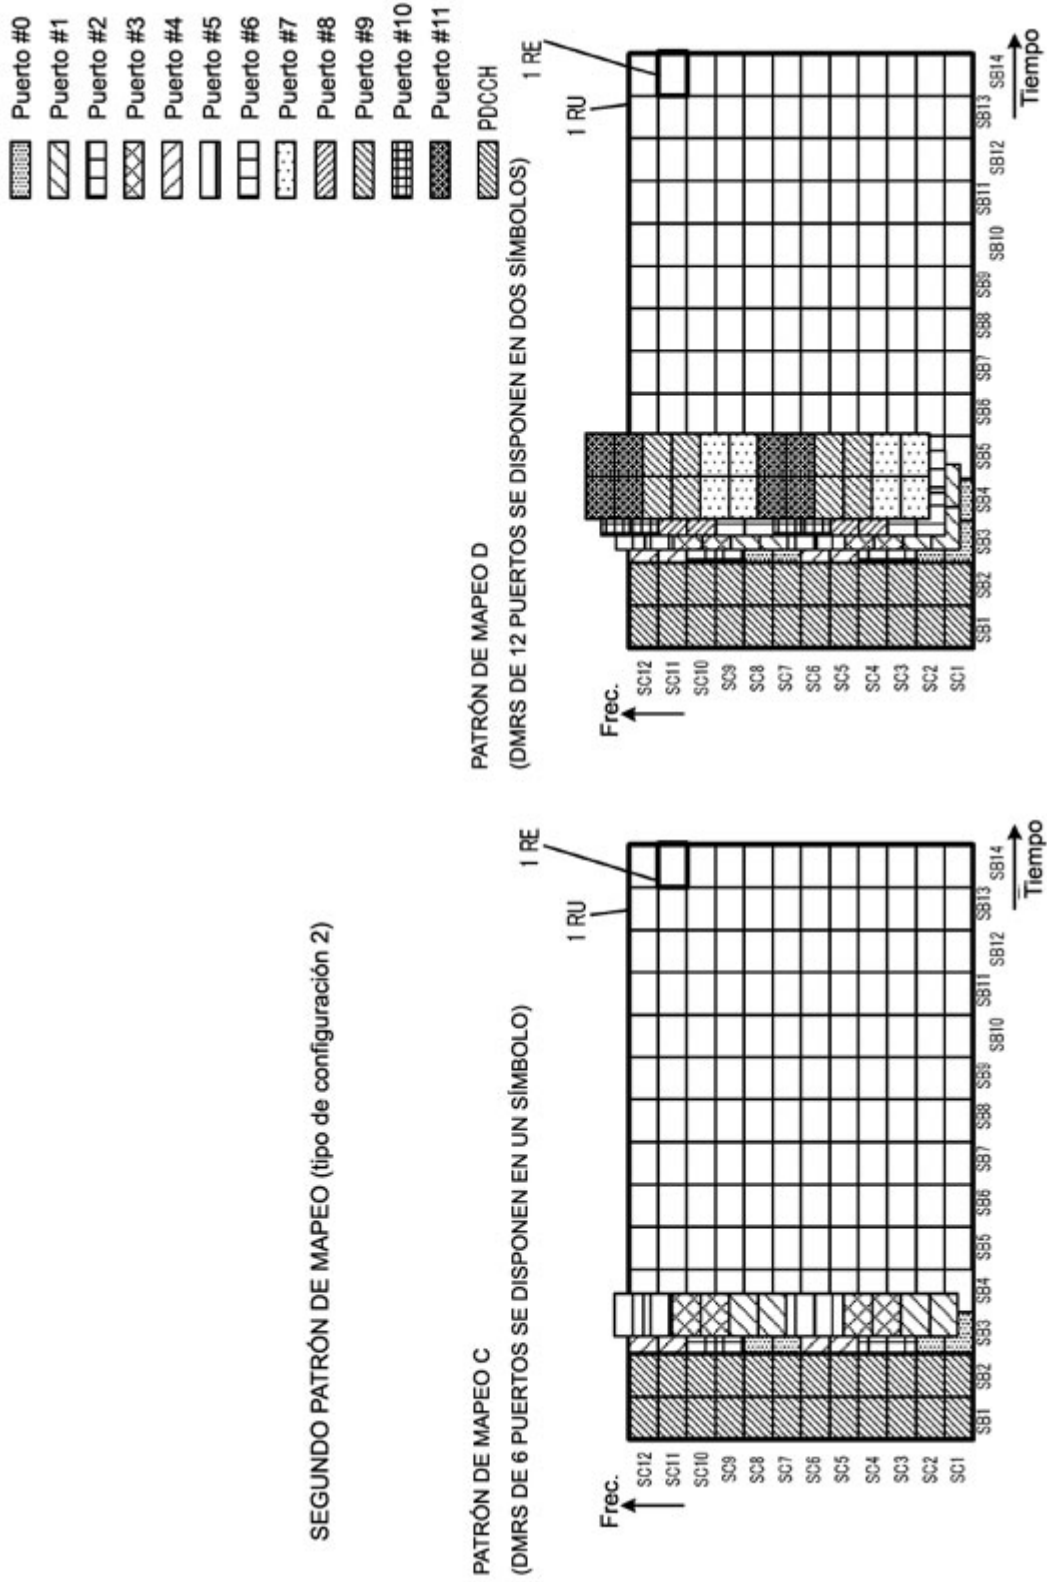 SEGUNDO PATRÓN DE MAPEO (tipo de configuración 2)
Puerto #0
Puerto #1
Puerto #2
Puerto #3
Puerto #4
Puerto #5
Puerto #6
Puerto #7
Puerto #8
Puerto #9
Puerto #10
Puerto #11
PDCCH
PATRÓN DE MAPEO C
(DMRS DE 6 PUERTOS SE DISPONEN EN UN SÍMBOLO)
1 RU
1 RE
Frec.
SC12
SC11
SC10
SC9
SC8
SC7
SC6
SC5
SC4
SC3
SC2
SC1
SB1 SB2 SB3 SB4 SB5 SB6 SB7 SB8 SB9 SB10 SB11 SB12 SB13 SB14
Tiempo
PATRÓN DE MAPEO D
(DMRS DE 12 PUERTOS SE DISPONEN EN DOS SÍMBOLOS)
1 RU
1 RE
Frec.
SC12
SC11
SC10
SC9
SC8
SC7
SC6
SC5
SC4
SC3
SC2
SC1
SB1 SB2 SB3 SB4 SB5 SB6 SB7 SB8 SB9 SB10 SB11 SB12 SB13 SB14
Tiempo